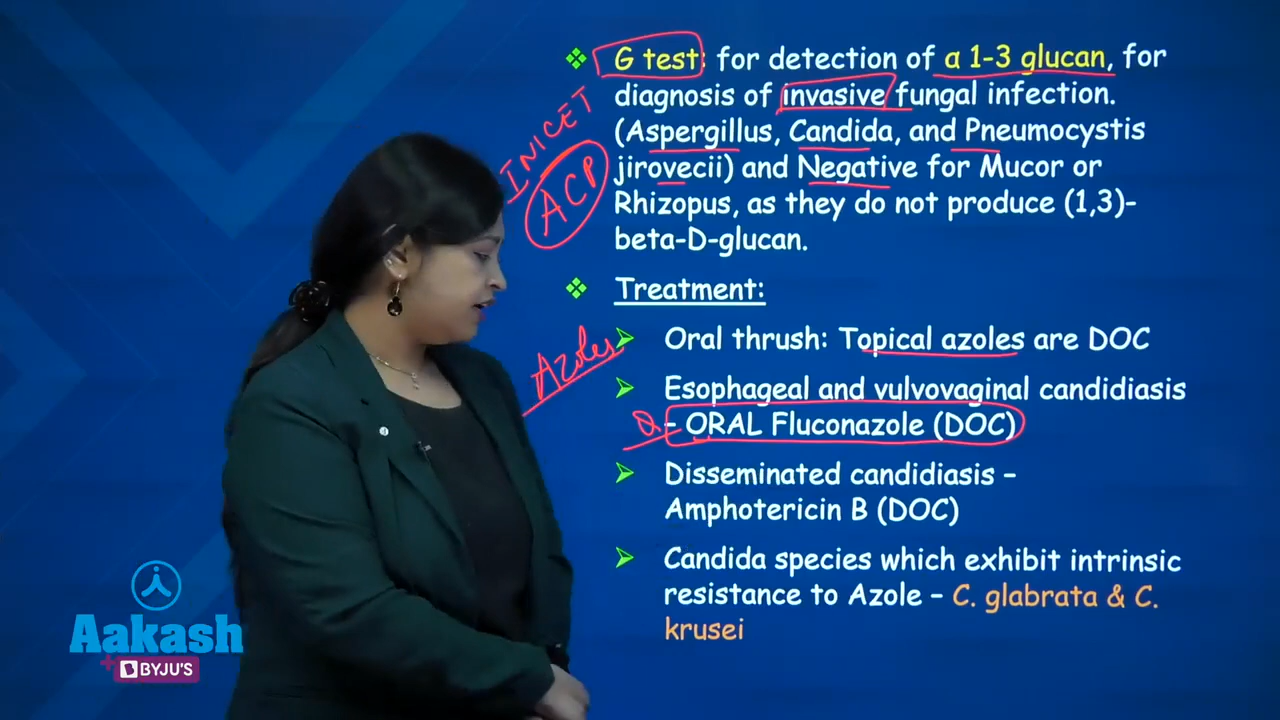 G test: for detection of α 1-3 glucan, for
diagnosis of invasive fungal infection.
(Aspergillus, Candida, and Pneumocystis
jirovecii) and Negative for Mucor or
Rhizopus, as they do not produce (1,3)-
beta-D-glucan.
INICET
ACP
Treatment:
Oral thrush: Topical azoles are DOC
Azoles
Esophageal and vulvovaginal candidiasis
Q - ORAL Fluconazole (DOC)
Disseminated candidiasis –
Amphotericin B (DOC)
Candida species which exhibit intrinsic
resistance to Azole – C. glabrata & C.
krusei
Aakash
+ BYJU'S